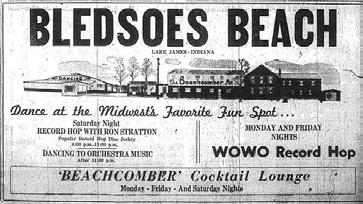 BLEDSOES BEACH
LAKE JAMES-INDIANA
DANCING
Beachcomber
Dance at the Midwest's Favorite Fun Spot...
Saturday Night
RECORD HOP WITH RON STRATTON
Popular Record Hop Disc Jockey
8:00 p.m.-11:00 p.m.
DANCING TO ORCHESTRA MUSIC
After 11:00 p.m.
MONDAY AND FRIDAY
NIGHTS
WOWO Record Hop
'BEACHCOMBER' Cocktail Lounge
Monday - Friday - And Saturday Nights